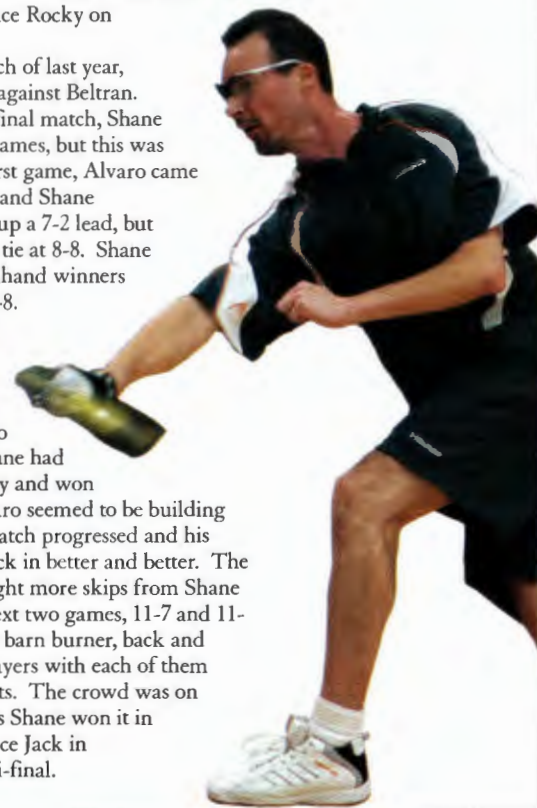 ce Rocky on
ch of last year,
against Beltran.
final match, Shane
ames, but this was
rst game, Alvaro came
and Shane
up a 7-2 lead, but
tie at 8-8. Shane
hand winners
-8.
o
ane had
y and won
aro seemed to be building
atch progressed and his
ck in better and better. The
ght more skips from Shane
ext two games, 11-7 and 11-
barn burner, back and
ayers with each of them
ts. The crowd was on
s Shane won it in
ce Jack in
i-final.